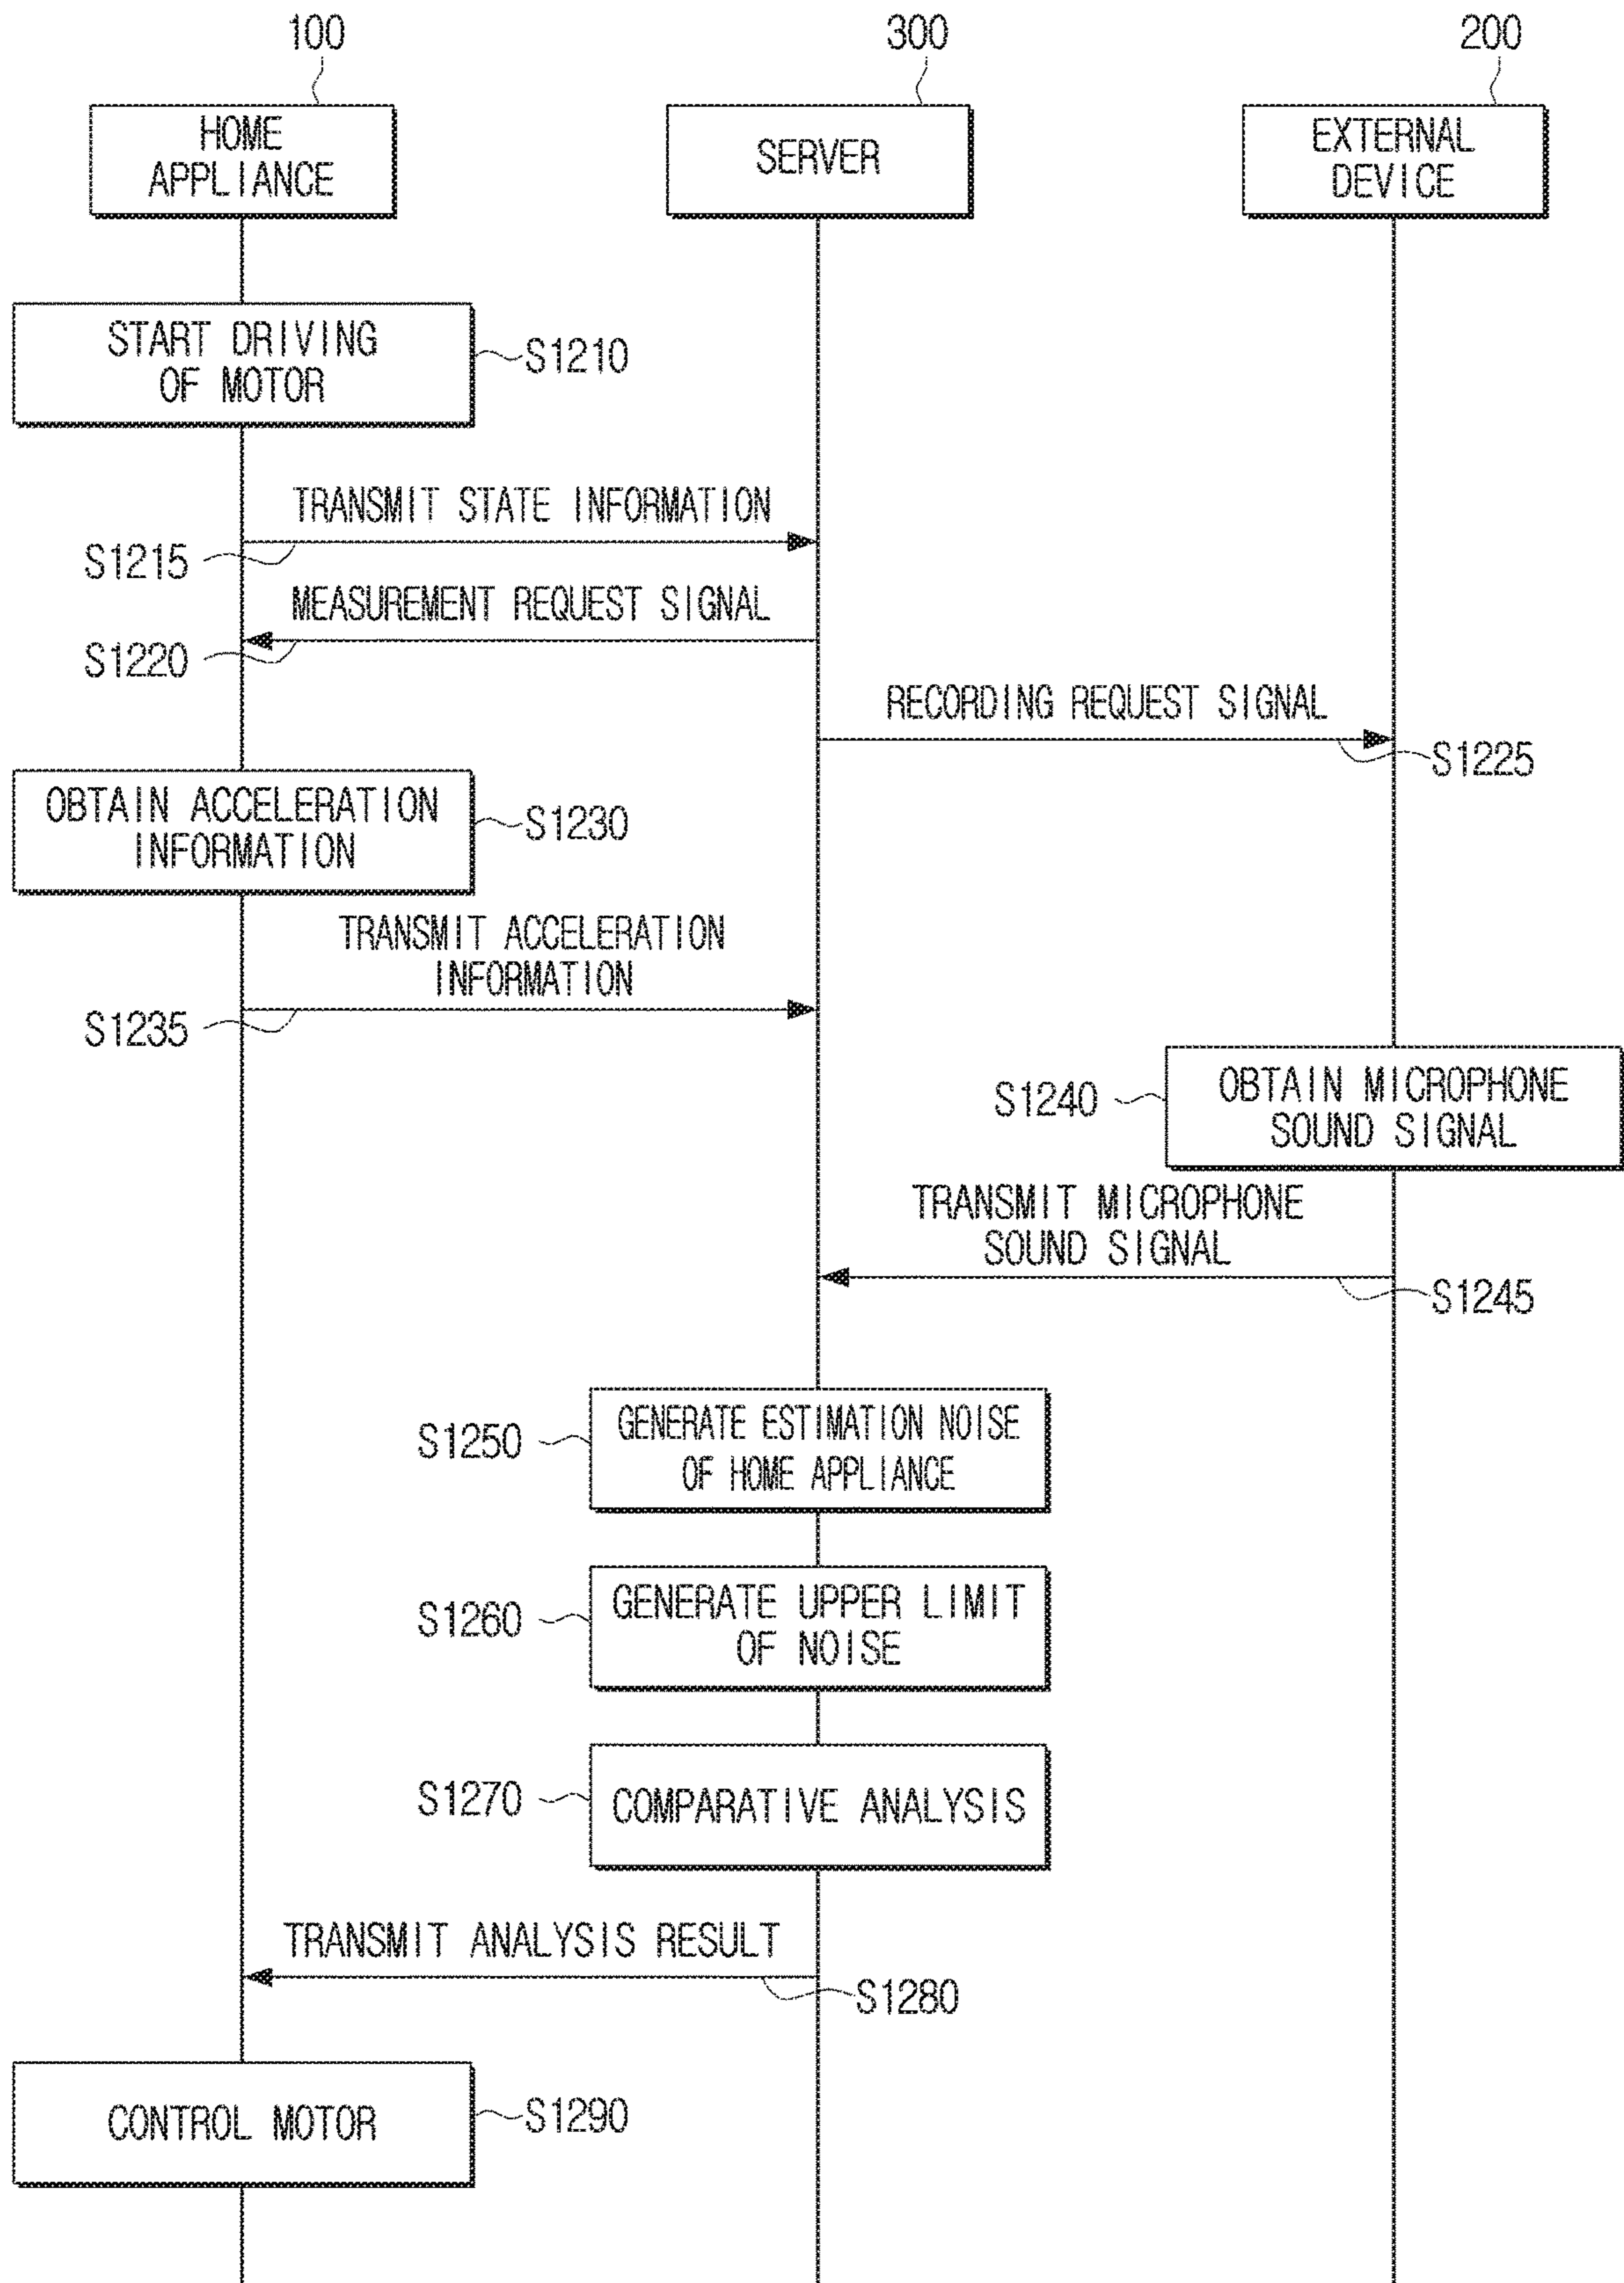 100
300
200
HOME
APPLIANCE
SERVER
EXTERNAL
DEVICE
START DRIVING
OF MOTOR
S1210
TRANSMIT STATE INFORMATION
S1215
MEASUREMENT REQUEST SIGNAL
S1220
RECORDING REQUEST SIGNAL
S1225
OBTAIN ACCELERATION
INFORMATION
S1230
TRANSMIT ACCELERATION
INFORMATION
S1235
S1240
OBTAIN MICROPHONE
SOUND SIGNAL
TRANSMIT MICROPHONE
SOUND SIGNAL
S1245
S1250
GENERATE ESTIMATION NOISE
OF HOME APPLIANCE
S1260
GENERATE UPPER LIMIT
OF NOISE
S1270
COMPARATIVE ANALYSIS
TRANSMIT ANALYSIS RESULT
S1280
CONTROL MOTOR
S1290